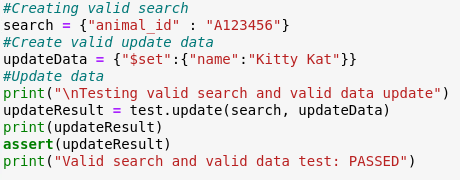 #Creating valid search
search = {"animal_id" : "A123456"}
#Create valid update data
updateData = {"$set":{"name":"Kitty Kat"}}
#Update data
print("\nTesting valid search and valid data update")
updateResult = test.update(search, updateData)
print(updateResult)
assert(updateResult)
print("Valid search and valid data test: PASSED")